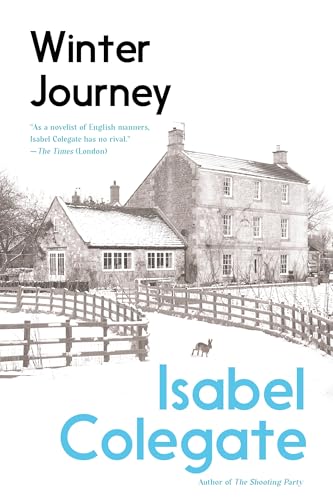 Winter
Journey
"As a novelist of English manners,
Isabel Colegate has no rival."
—The Times (London)
Isabel
Colegate
Author of The Shooting Party